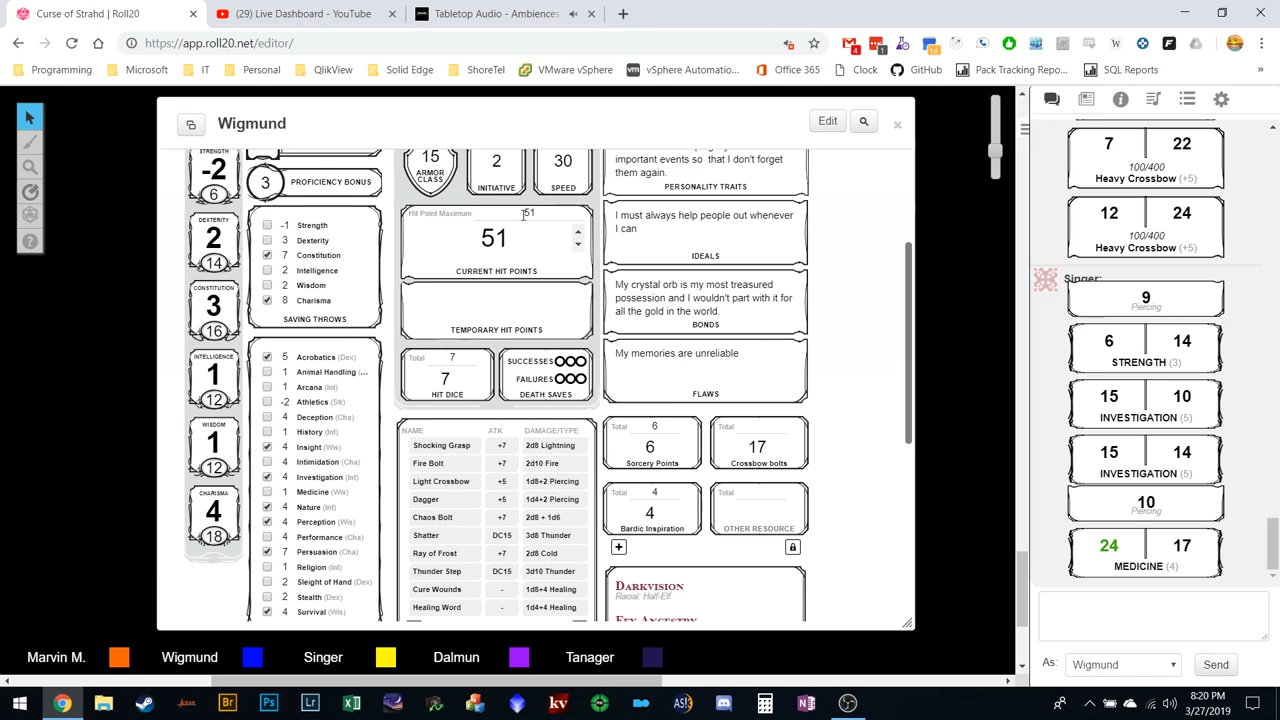 Curse of Strahd | Roll20
(29) Live Dashboard - YouTube
Tabletop Audio - Ambiences
https://app.roll20.net/editor/
Programming
Microsoft
IT
Personal
QlikView
Solid Edge
ShoreTel
VMware vSphere
vSphere Automatio...
Office 365
Clock
GitHub
Pack Tracking Repo...
SQL Reports
Wigmund
Edit
STRENGTH
-2
6
DEXTERITY
2
14
CONSTITUTION
3
16
INTELLIGENCE
1
12
WISDOM
1
12
CHARISMA
4
18
3 PROFICIENCY BONUS
-1 Strength
3 Dexterity
7 Constitution
2 Intelligence
2 Wisdom
8 Charisma
SAVING THROWS
5 Acrobatics (Dex)
1 Animal Handling (...
1 Arcana (Int)
-2 Athletics (Str)
4 Deception (Cha)
1 History (Int)
4 Insight (Wis)
4 Intimidation (Cha)
4 Investigation (Int)
1 Medicine (Wis)
4 Nature (Int)
4 Perception (Wis)
4 Performance (Cha)
7 Persuasion (Cha)
1 Religion (Int)
2 Sleight of Hand (Dex)
2 Stealth (Dex)
4 Survival (Wis)
15
ARMOR
CLASS
2
INITIATIVE
30
SPEED
Hit Point Maximum 51
51
CURRENT HIT POINTS
TEMPORARY HIT POINTS
Total 7
7
HIT DICE
SUCCESSES
FAILURES
DEATH SAVES
NAME ATK DAMAGE/TYPE
Shocking Grasp +7 2d8 Lightning
Fire Bolt +7 2d10 Fire
Light Crossbow +5 1d8+2 Piercing
Dagger +5 1d4+2 Piercing
Chaos Bolt +7 2d8 + 1d6
Shatter DC15 3d8 Thunder
Ray of Frost +7 2d8 Cold
Thunder Step DC15 3d10 Thunder
Cure Wounds - 1d8+4 Healing
Healing Word - 1d4+4 Healing
important events so that I don't forget
them again.
PERSONALITY TRAITS
I must always help people out whenever
I can
IDEALS
My crystal orb is my most treasured
possession and I wouldn't part with it for
all the gold in the world.
BONDS
My memories are unreliable
FLAWS
Total 6
6
Sorcery Points
Total
17
Crossbow bolts
Total 4
4
Bardic Inspiration
Total
OTHER RESOURCE
DARKVISION
Racial: Half-Elf
FEY ANCESTRY
7 22
100/400
Heavy Crossbow (+5)
12 24
100/400
Heavy Crossbow (+5)
Singer:
9
Piercing
6 14
STRENGTH (3)
15 10
INVESTIGATION (5)
15 14
INVESTIGATION (5)
10
Piercing
24 17
MEDICINE (4)
As: Wigmund Send
Marvin M.
Wigmund
Singer
Dalmun
Tanager
8:20 PM
3/27/2019